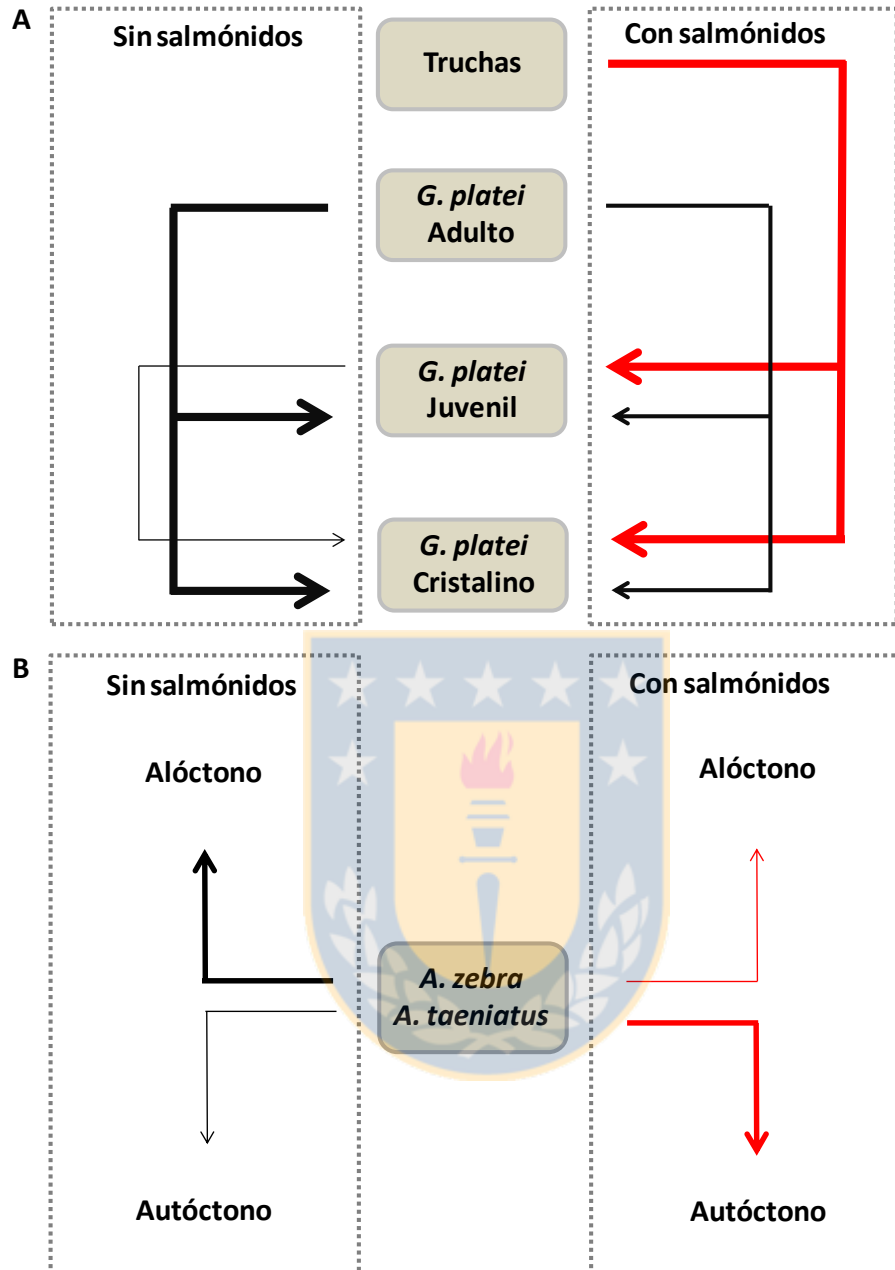 A
Sin salmónidos
Truchas
Con salmónidos
G. platei
Adulto
G. platei
Juvenil
G. platei
Cristalino
B
Sin salmónidos
Con salmónidos
Alóctono
Alóctono
A. zebra
A. taeniatus
Autóctono
Autóctono